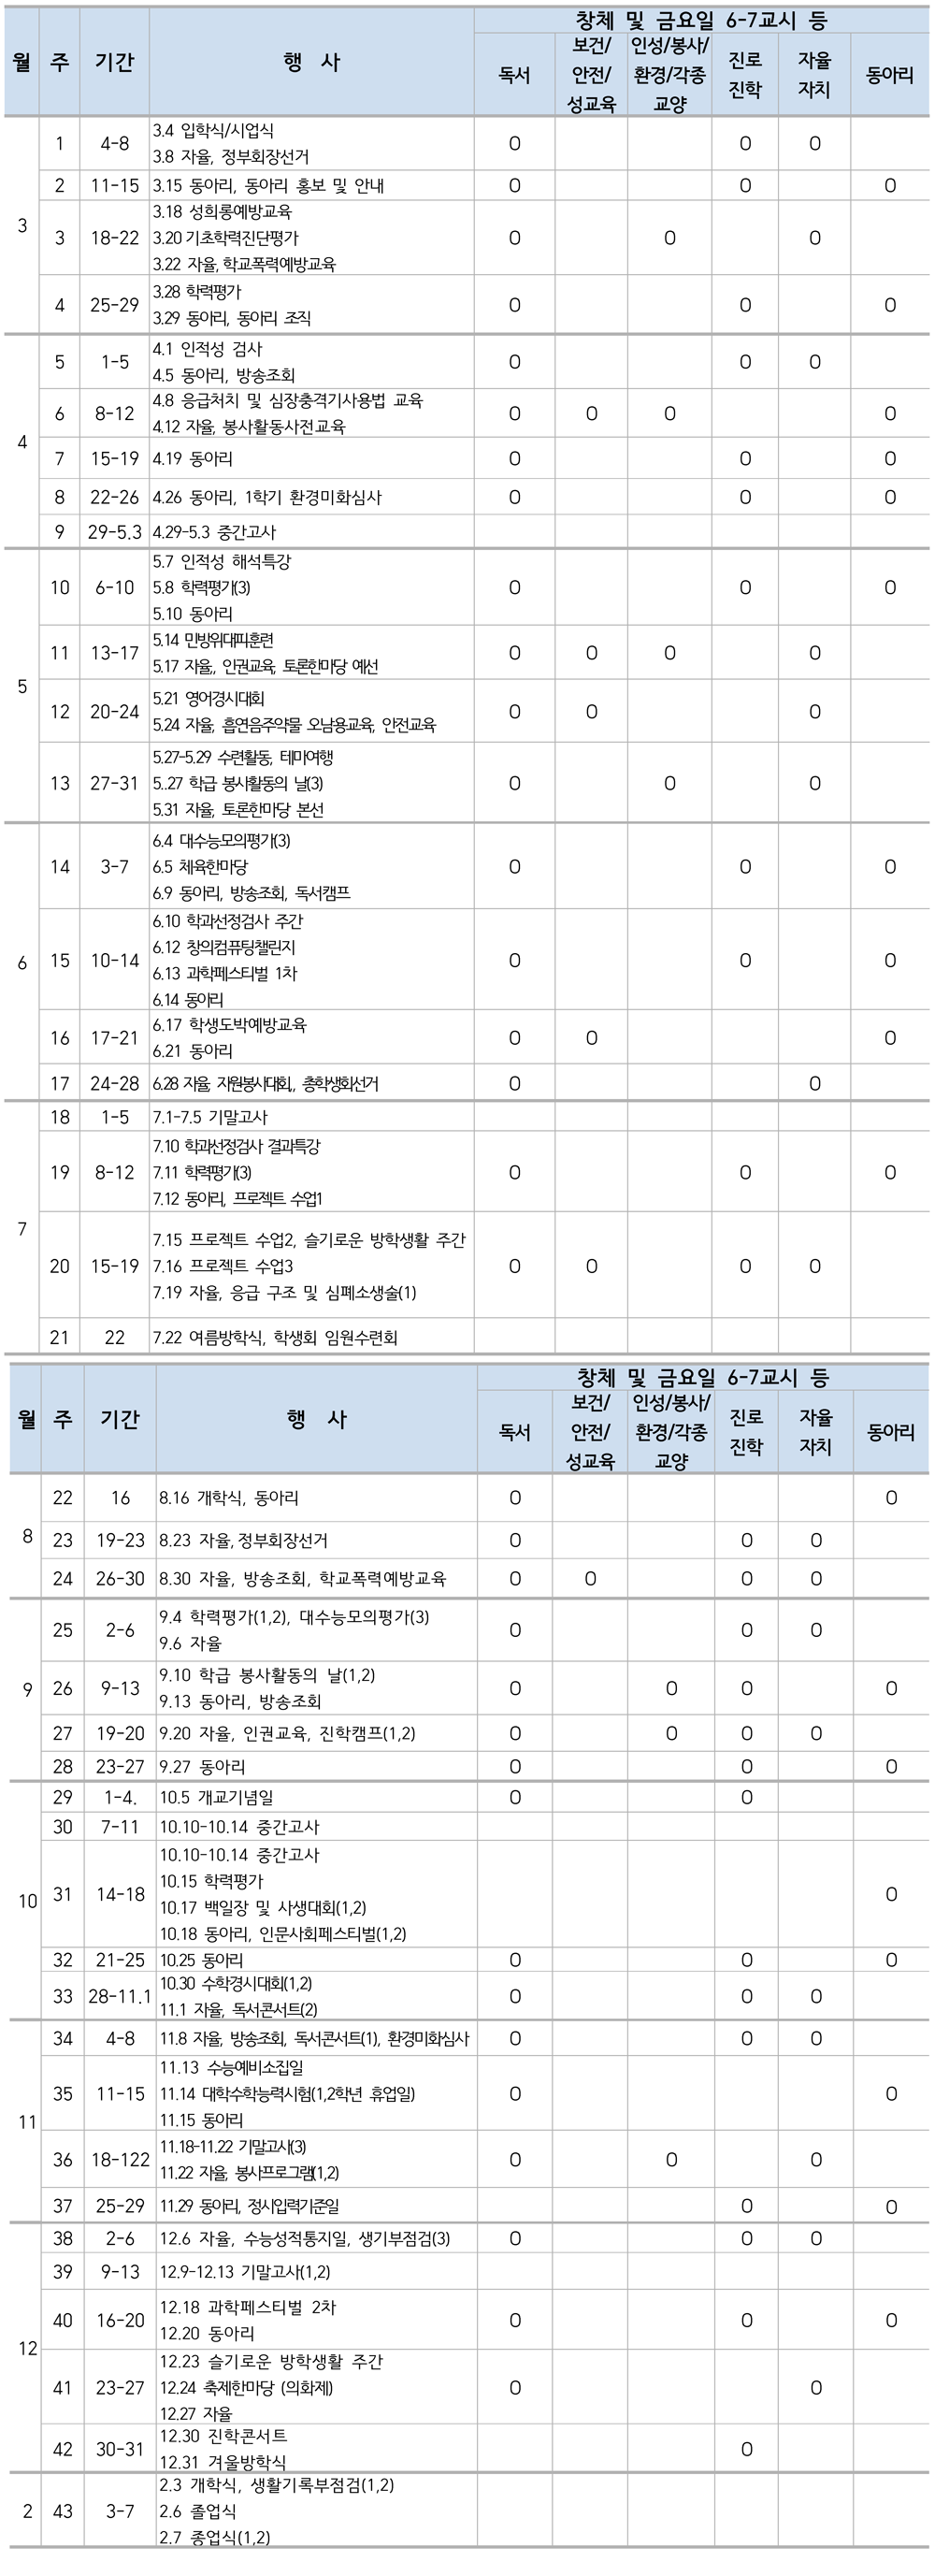 월 주 기간 행 사 창체 및 금요일 6-7교시 등
독서 보건/안전/성교육 인성/봉사/환경/각종교양 진로진학 자율자치 동아리
3
1 4-8 3.4 입학식/시업식 O O O
3.8 자율, 정부회장선거
2 11-15 3.15 동아리, 동아리 홍보 및 안내 O O O
3 18-22 3.18 성희롱예방교육 O O O
3.20 기초학력진단평가
3.22 자율, 학교폭력예방교육
4 25-29 3.28 학력평가 O O O
3.29 동아리, 동아리 조직
4
5 1-5 4.1 인적성 검사 O O O
4.5 동아리, 방송조회
6 8-12 4.8 응급처치 및 심장충격기사용법 교육 O O O O
4.12 자율, 봉사활동사전교육
7 15-19 4.19 동아리 O O O
8 22-26 4.26 동아리, 1학기 환경미화심사 O O O
9 29-5.3 4.29-5.3 중간고사
5
10 6-10 5.7 인적성 해석특강 O O O
5.8 학력평가(3)
5.10 동아리
11 13-17 5.14 민방위대피훈련 O O O O
5.17 자율, 인권교육, 토론한마당 예선
12 20-24 5.21 영어경시대회 O O O
5.24 자율, 흡연음주약물 오남용교육, 안전교육
13 27-31 5.27-5.29 수련활동, 테마여행 O O O
5..27 학급 봉사활동의 날(3)
5.31 자율, 토론한마당 본선
6
14 3-7 6.4 대수능모의평가(3) O O O
6.5 체육한마당
6.9 동아리, 방송조회, 독서캠프
15 10-14 6.10 학과선정검사 주간 O O O
6.12 창의컴퓨팅챌린지
6.13 과학페스티벌 1차
6.14 동아리
16 17-21 6.17 학생도박예방교육 O O O
6.21 동아리
17 24-28 6.28 자율, 자원봉사대회, 총학생회선거 O O
7
18 1-5 7.1-7.5 기말고사
19 8-12 7.10 학과선정검사 결과특강 O O O
7.11 학력평가(3)
7.12 동아리, 프로젝트 수업1
20 15-19 7.15 프로젝트 수업2, 슬기로운 방학생활 주간 O O O O
7.16 프로젝트 수업3
7.19 자율, 응급 구조 및 심폐소생술(1)
21 22 7.22 여름방학식, 학생회 임원수련회
월 주 기간 행 사 창체 및 금요일 6-7교시 등
독서 보건/안전/성교육 인성/봉사/환경/각종교양 진로진학 자율자치 동아리
8
22 16 8.16 개학식, 동아리 O O
23 19-23 8.23 자율, 정부회장선거 O O O
24 26-30 8.30 자율, 방송조회, 학교폭력예방교육 O O O O
9
25 2-6 9.4 학력평가(1,2), 대수능모의평가(3) O O O
9.6 자율
26 9-13 9.10 학급 봉사활동의 날(1,2) O O O O
9.13 동아리, 방송조회
27 19-20 9.20 자율, 인권교육, 진학캠프(1,2) O O O O
28 23-27 9.27 동아리 O O O
10
29 1-4. 10.5 개교기념일 O O
30 7-11 10.10-10.14 중간고사
31 14-18 10.10-10.14 중간고사 O
10.15 학력평가
10.17 백일장 및 사생대회(1,2)
10.18 동아리, 인문사회페스티벌(1,2)
32 21-25 10.25 동아리 O O O
33 28-11.1 10.30 수학경시대회(1,2) O O O
11.1 자율, 독서콘서트(2)
11
34 4-8 11.8 자율, 방송조회, 독서콘서트(1), 환경미화심사 O O O
35 11-15 11.13 수능예비소집일 O O
11.14 대학수학능력시험(1,2학년 휴업일)
11.15 동아리
36 18-122 11.18-11.22 기말고사(3) O O O
11.22 자율, 봉사프로그램(1,2)
37 25-29 11.29 동아리, 정시입력기준일 O O
12
38 2-6 12.6 자율, 수능성적통지일, 생기부점검(3) O O O
39 9-13 12.9-12.13 기말고사(1,2)
40 16-20 12.18 과학페스티벌 2차 O O O
12.20 동아리
41 23-27 12.23 슬기로운 방학생활 주간 O O
12.24 축제한마당 (의화제)
12.27 자율
42 30-31 12.30 진학콘서트 O
12.31 겨울방학식
2
43 3-7 2.3 개학식, 생활기록부점검(1,2)
2.6 졸업식
2.7 종업식(1,2)